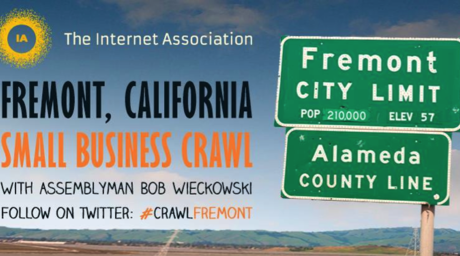 IA
The Internet Association
FREMONT, CALIFORNIA
SMALL BUSINESS CRAWL
WITH ASSEMBLYMAN BOB WIECKOWSKI
FOLLOW ON TWITTER: #CRAWLFREMONT
Fremont
CITY LIMIT
POP 210,000 ELEV 57
Alameda
COUNTY LINE